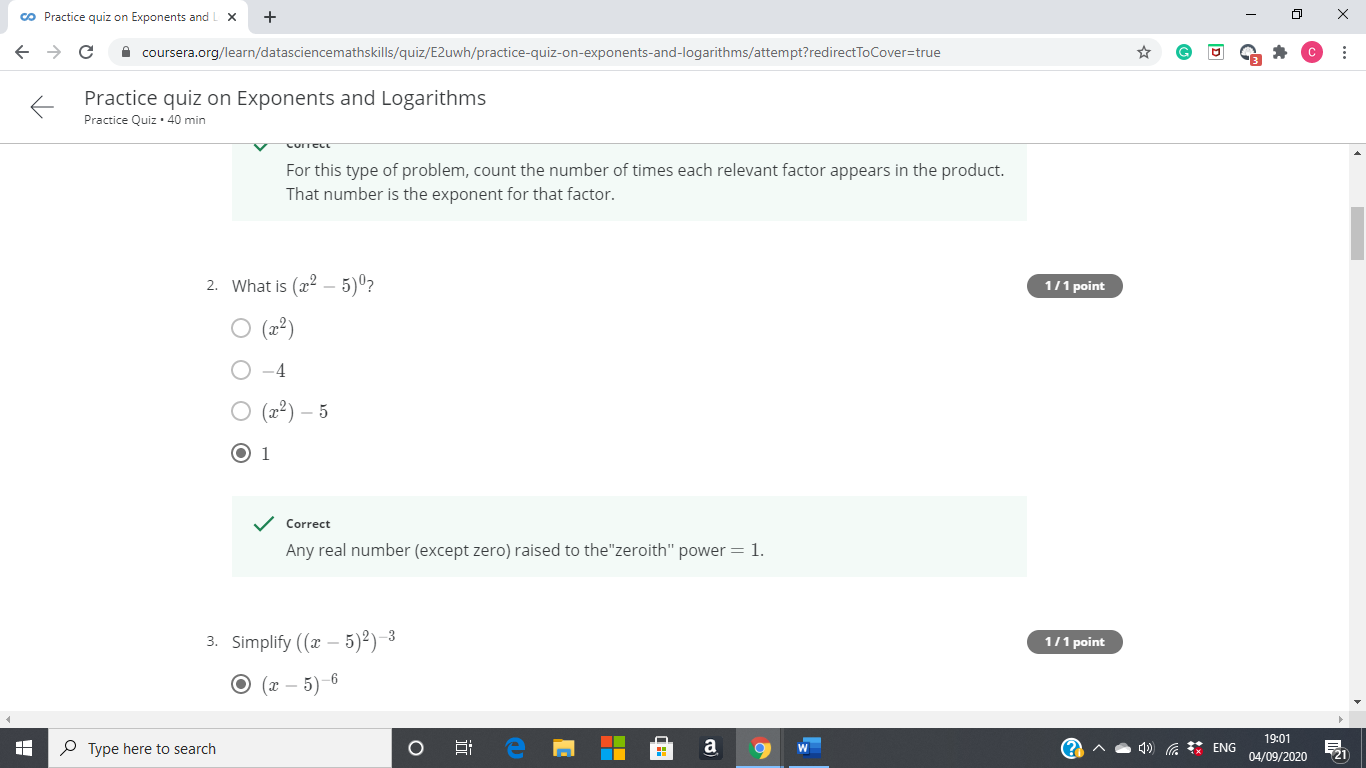 Practice quiz on Exponents and L
coursera.org/learn/datasciencemathskills/quiz/E2uwh/practice-quiz-on-exponents-and-logarithms/attempt?redirectToCover=true
G
3
C
Practice quiz on Exponents and Logarithms
Practice Quiz • 40 min
Correct
For this type of problem, count the number of times each relevant factor appears in the product.
That number is the exponent for that factor.
2. What is (x² − 5)⁰? 1 / 1 point
(x²)
−4
(x²) − 5
1
Correct
Any real number (except zero) raised to the"zeroith" power = 1.
3. Simplify ((x − 5)²)⁻³ 1 / 1 point
(x − 5)⁻⁶
Type here to search
ENG
19:01
04/09/2020
21